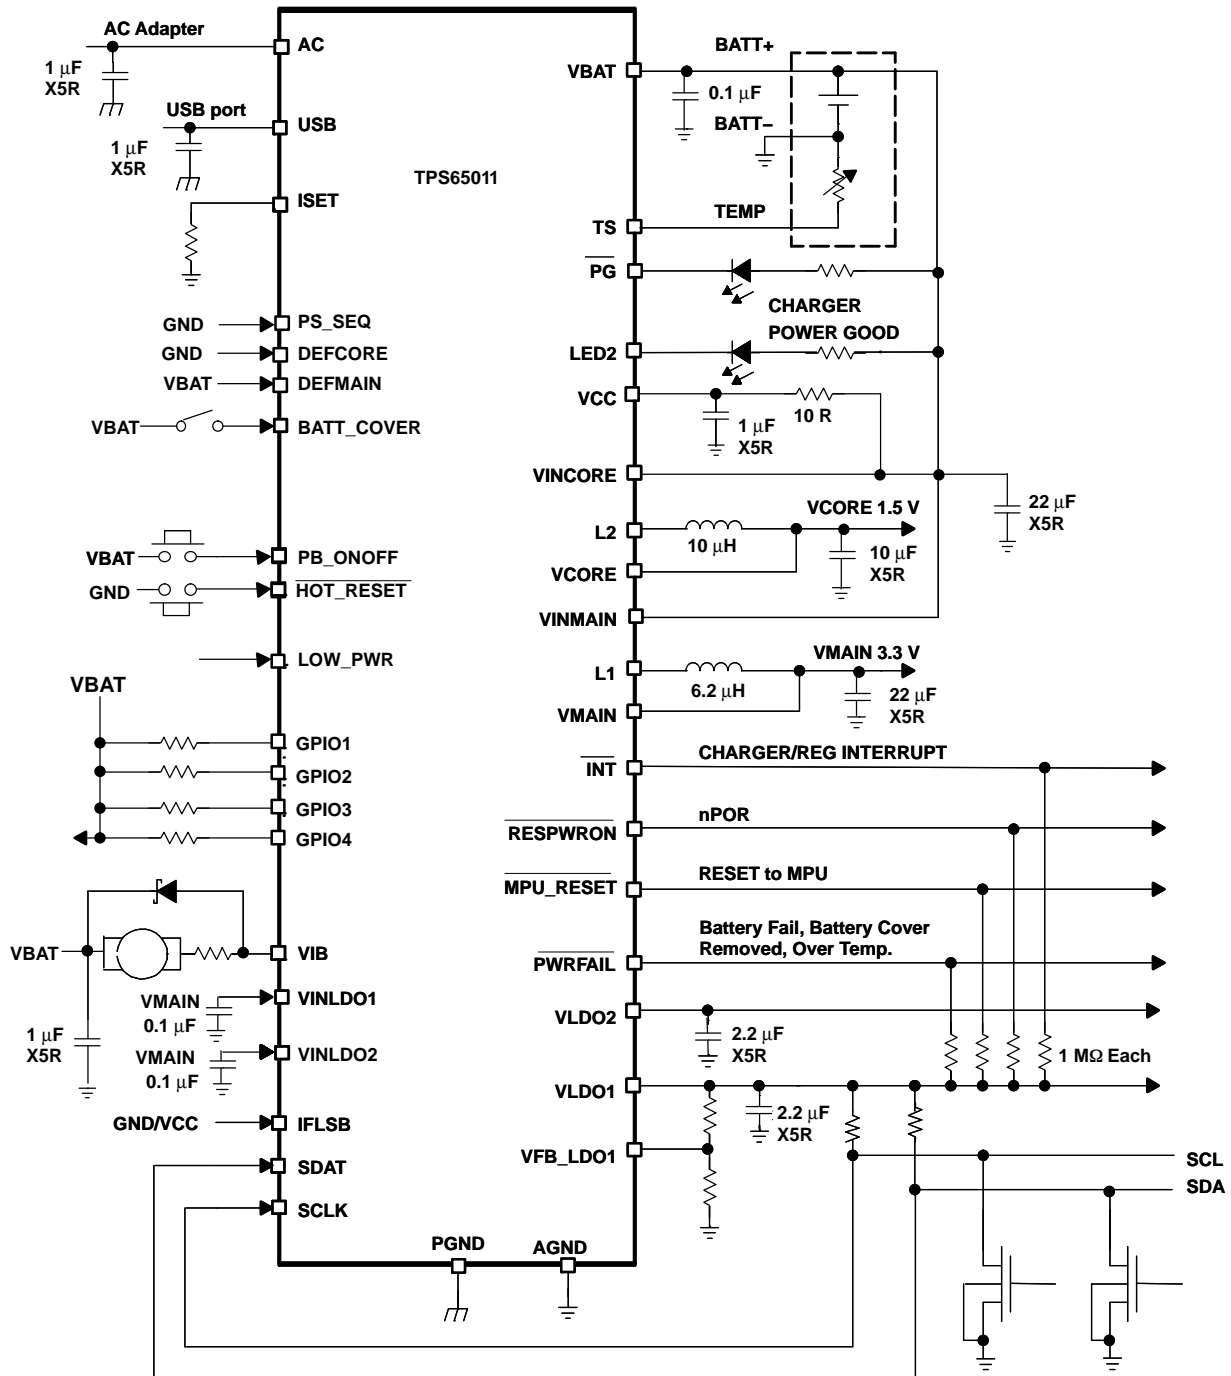 AC Adapter
AC
1 μF
X5R
USB port
USB
1 μF
X5R
ISET
TPS65011
GND
PS_SEQ
GND
DEFCORE
VBAT
DEFMAIN
VBAT
BATT_COVER
VBAT
PB_ONOFF
GND
HOT_RESET
LOW_PWR
VBAT
GPIO1
GPIO2
GPIO3
GPIO4
VBAT
VIB
VMAIN
0.1 μF
VINLDO1
1 μF
X5R
VMAIN
0.1 μF
VINLDO2
GND/VCC
IFLSB
SDAT
SCLK
PGND
AGND
BATT+
VBAT
0.1 μF
BATT–
TEMP
TS
PG
CHARGER
POWER GOOD
LED2
VCC
10 R
1 μF
X5R
VINCORE
22 μF
X5R
VCORE 1.5 V
L2
10 μH
10 μF
X5R
VCORE
VINMAIN
VMAIN 3.3 V
L1
6.2 μH
22 μF
X5R
VMAIN
CHARGER/REG INTERRUPT
INT
nPOR
RESPWRON
RESET to MPU
MPU_RESET
Battery Fail, Battery Cover
Removed, Over Temp.
PWRFAIL
VLDO2
2.2 μF
X5R
1 MΩ Each
VLDO1
2.2 μF
X5R
VFB_LDO1
SCL
SDA